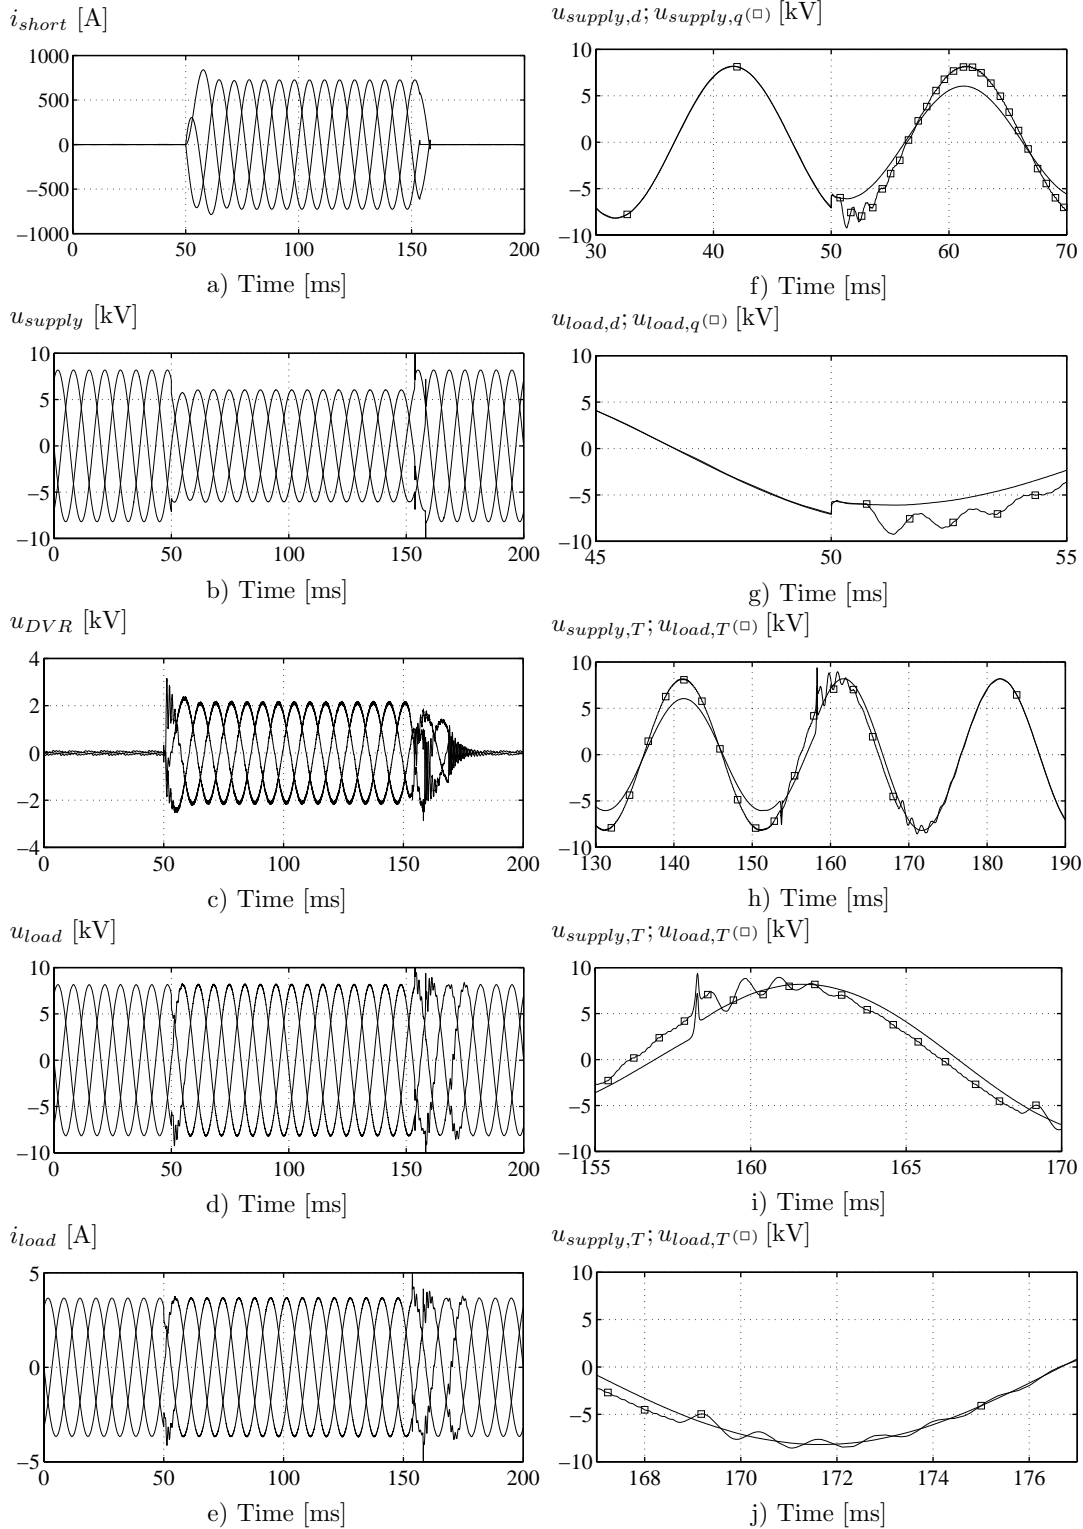 i_short [A]
1000
500
0
−500
−1000
0 50 100 150 200
a) Time [ms]
u_supply [kV]
10
5
0
−5
−10
0 50 100 150 200
b) Time [ms]
u_DVR [kV]
4
2
0
−2
−4
0 50 100 150 200
c) Time [ms]
u_load [kV]
10
5
0
−5
−10
0 50 100 150 200
d) Time [ms]
i_load [A]
5
0
−5
0 50 100 150 200
e) Time [ms]
u_supply,d; u_supply,q(□) [kV]
10
5
0
−5
−10
30 40 50 60 70
f) Time [ms]
u_load,d; u_load,q(□) [kV]
10
5
0
−5
−10
45 50 55
g) Time [ms]
u_supply,T; u_load,T(□) [kV]
10
5
0
−5
−10
130 140 150 160 170 180 190
h) Time [ms]
u_supply,T; u_load,T(□) [kV]
10
5
0
−5
−10
155 160 165 170
i) Time [ms]
u_supply,T; u_load,T(□) [kV]
10
5
0
−5
−10
168 170 172 174 176
j) Time [ms]